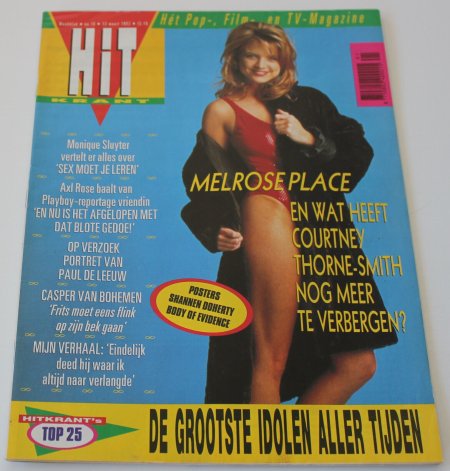 Hét Pop-, Film-, en TV-Magazine
HiT
KRANT
Monique Sluyter
vertelt er alles over
'SEX MOET JE LEREN'
Axl Rose baalt van
Playboy-reportage vriendin
'EN NU IS HET AFGELOPEN MET
DAT BLOTE GEDOE!'
OP VERZOEK
PORTRET VAN
PAUL DE LEEUW
CASPER VAN BOHEMEN
'Frits moet eens flink
op zijn bek gaan'
MIJN VERHAAL: 'Eindelijk
deed hij waar ik
altijd naar verlangde'
MELROSE PLACE
EN WAT HEEFT
COURTNEY
THORNE-SMITH
NOG MEER
TE VERBERGEN?
POSTERS
SHANNEN DOHERTY
BODY OF EVIDENCE
HITKRANT's
TOP 25
DE GROOTSTE IDOLEN ALLER TIJDEN